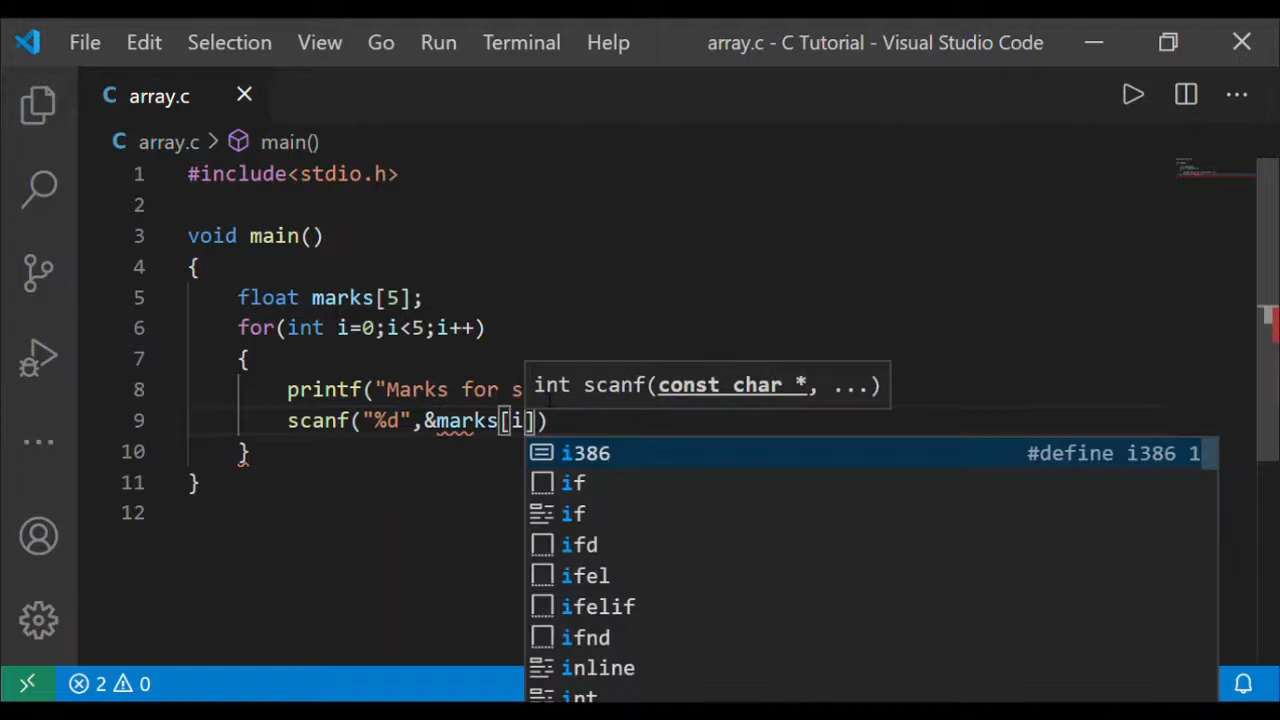 File Edit Selection View Go Run Terminal Help array.c - C Tutorial - Visual Studio Code
C array.c
C array.c > main()
1 #include<stdio.h>
2
3 void main()
4 {
5 float marks[5];
6 for(int i=0;i<5;i++)
7 {
8 printf("Marks for s
int scanf(const char *, ...)
9 scanf("%d",&marks[i])
10 }
i386 #define i386 1
11 }
if
12
if
ifd
ifel
ifelif
ifnd
inline
int
2 0